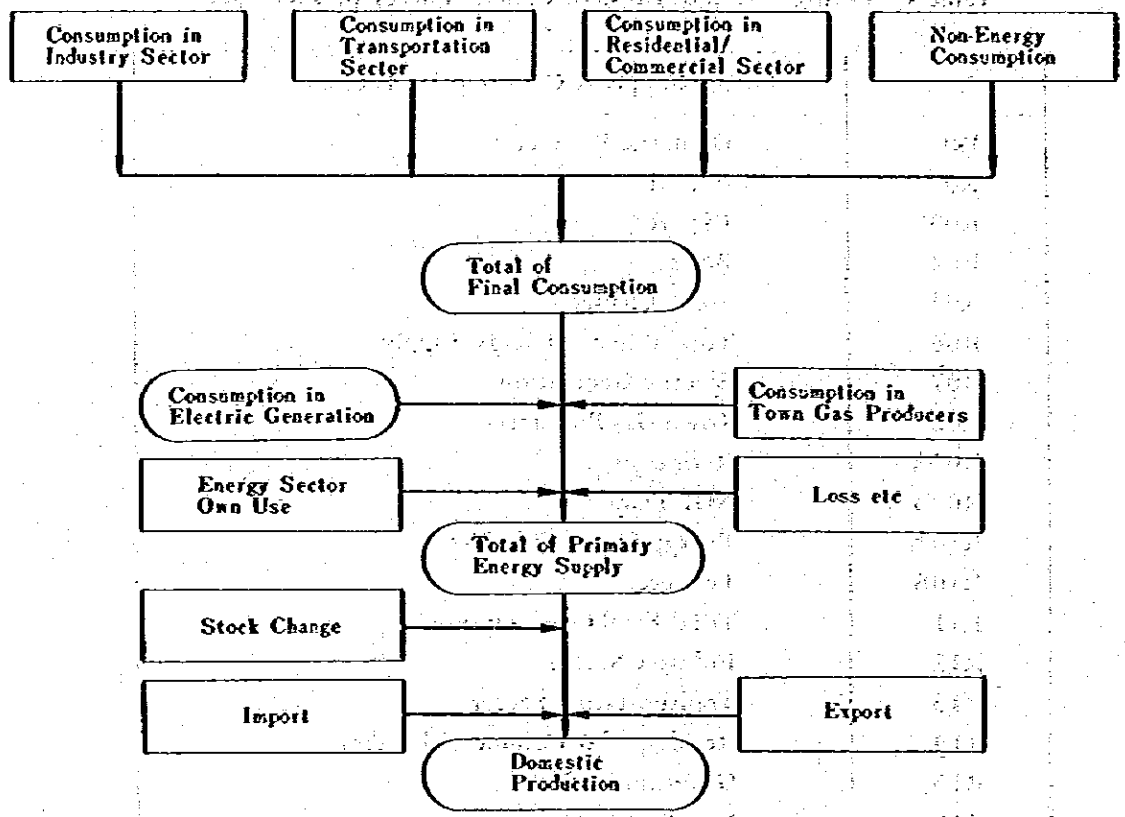 Consumption in
Industry Sector
Consumption in
Transportation
Sector
Consumption in
Residential/
Commercial Sector
Non-Energy
Consumption
Total of
Final Consumption
Consumption in
Electric Generation
Consumption in
Town Gas Producers
Energy Sector
Own Use
Loss etc
Total of Primary
Energy Supply
Stock Change
Import
Export
Domestic
Production